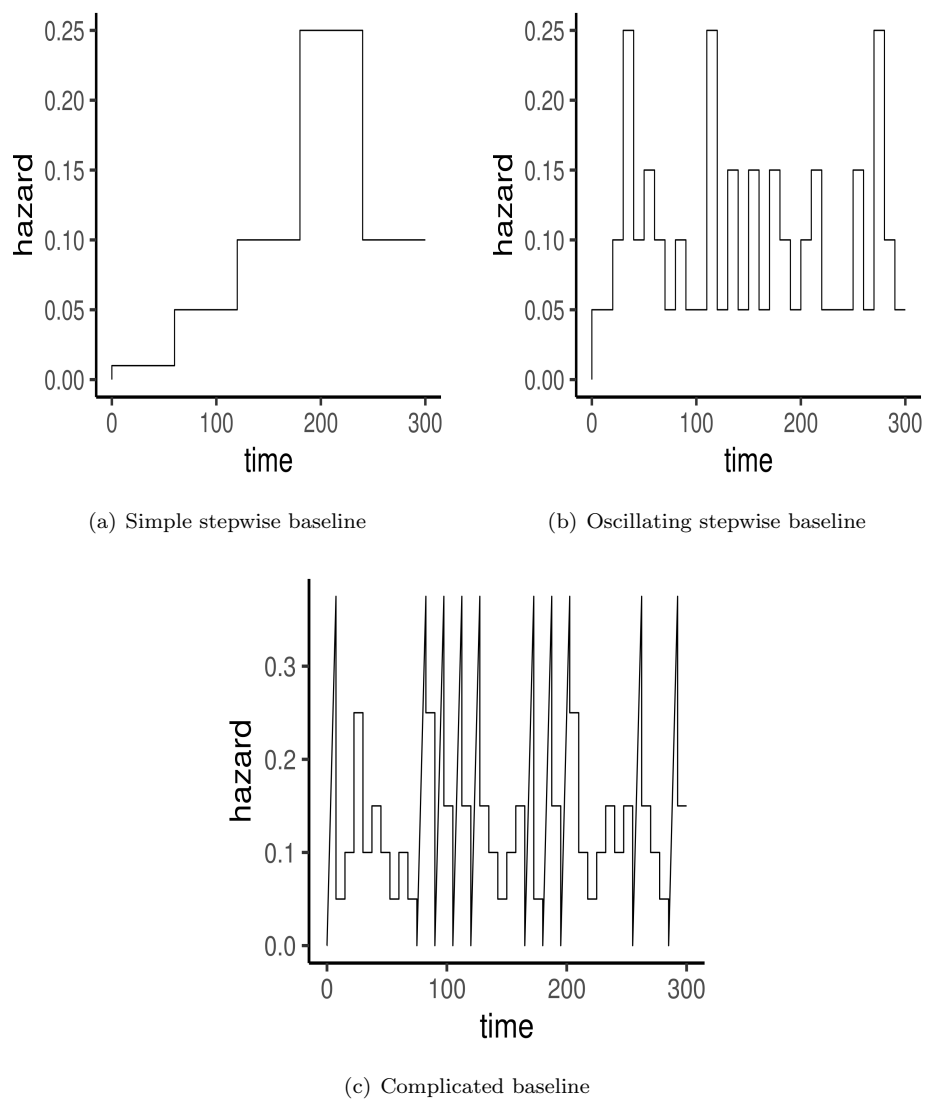 hazard
0.25
0.20
0.15
0.10
0.05
0.00
0 100 200 300
time
(a) Simple stepwise baseline
hazard
0.25
0.20
0.15
0.10
0.05
0.00
0 100 200 300
time
(b) Oscillating stepwise baseline
hazard
0.3
0.2
0.1
0.0
0 100 200 300
time
(c) Complicated baseline